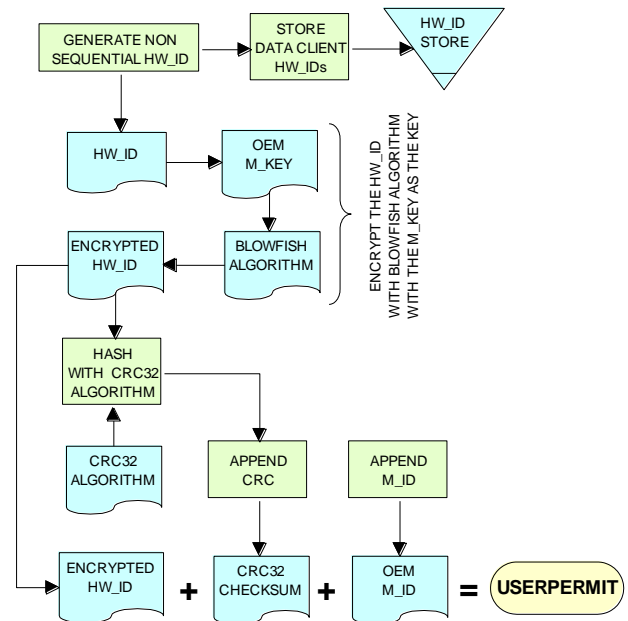 GENERATE NON
SEQUENTIAL HW_ID
STORE
DATA CLIENT
HW_IDs
HW_ID
STORE
HW_ID
OEM
M_KEY
ENCRYPT THE HW_ID
WITH BLOWFISH ALGORITHM
WITH THE M_KEY AS THE KEY
ENCRYPTED
HW_ID
BLOWFISH
ALGORITHM
HASH
WITH CRC32
ALGORITHM
CRC32
ALGORITHM
APPEND
CRC
APPEND
M_ID
ENCRYPTED
HW_ID
+
CRC32
CHECKSUM
+
OEM
M_ID
=
USERPERMIT